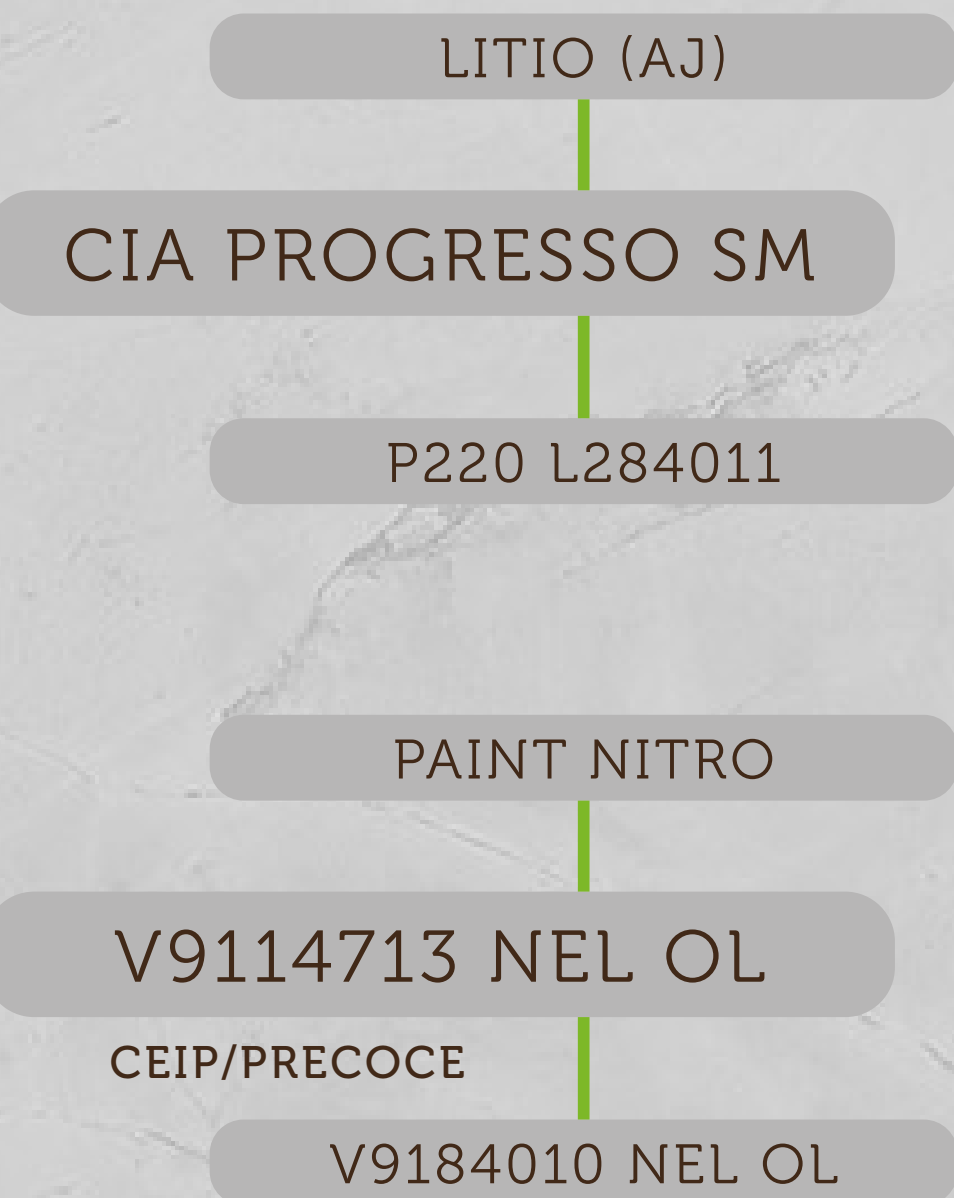 LITIO (AJ)
CIA PROGRESSO SM
P220 L284011
PAINT NITRO
V9114713 NEL OL
CEIP/PRECOCE
V9184010 NEL OL